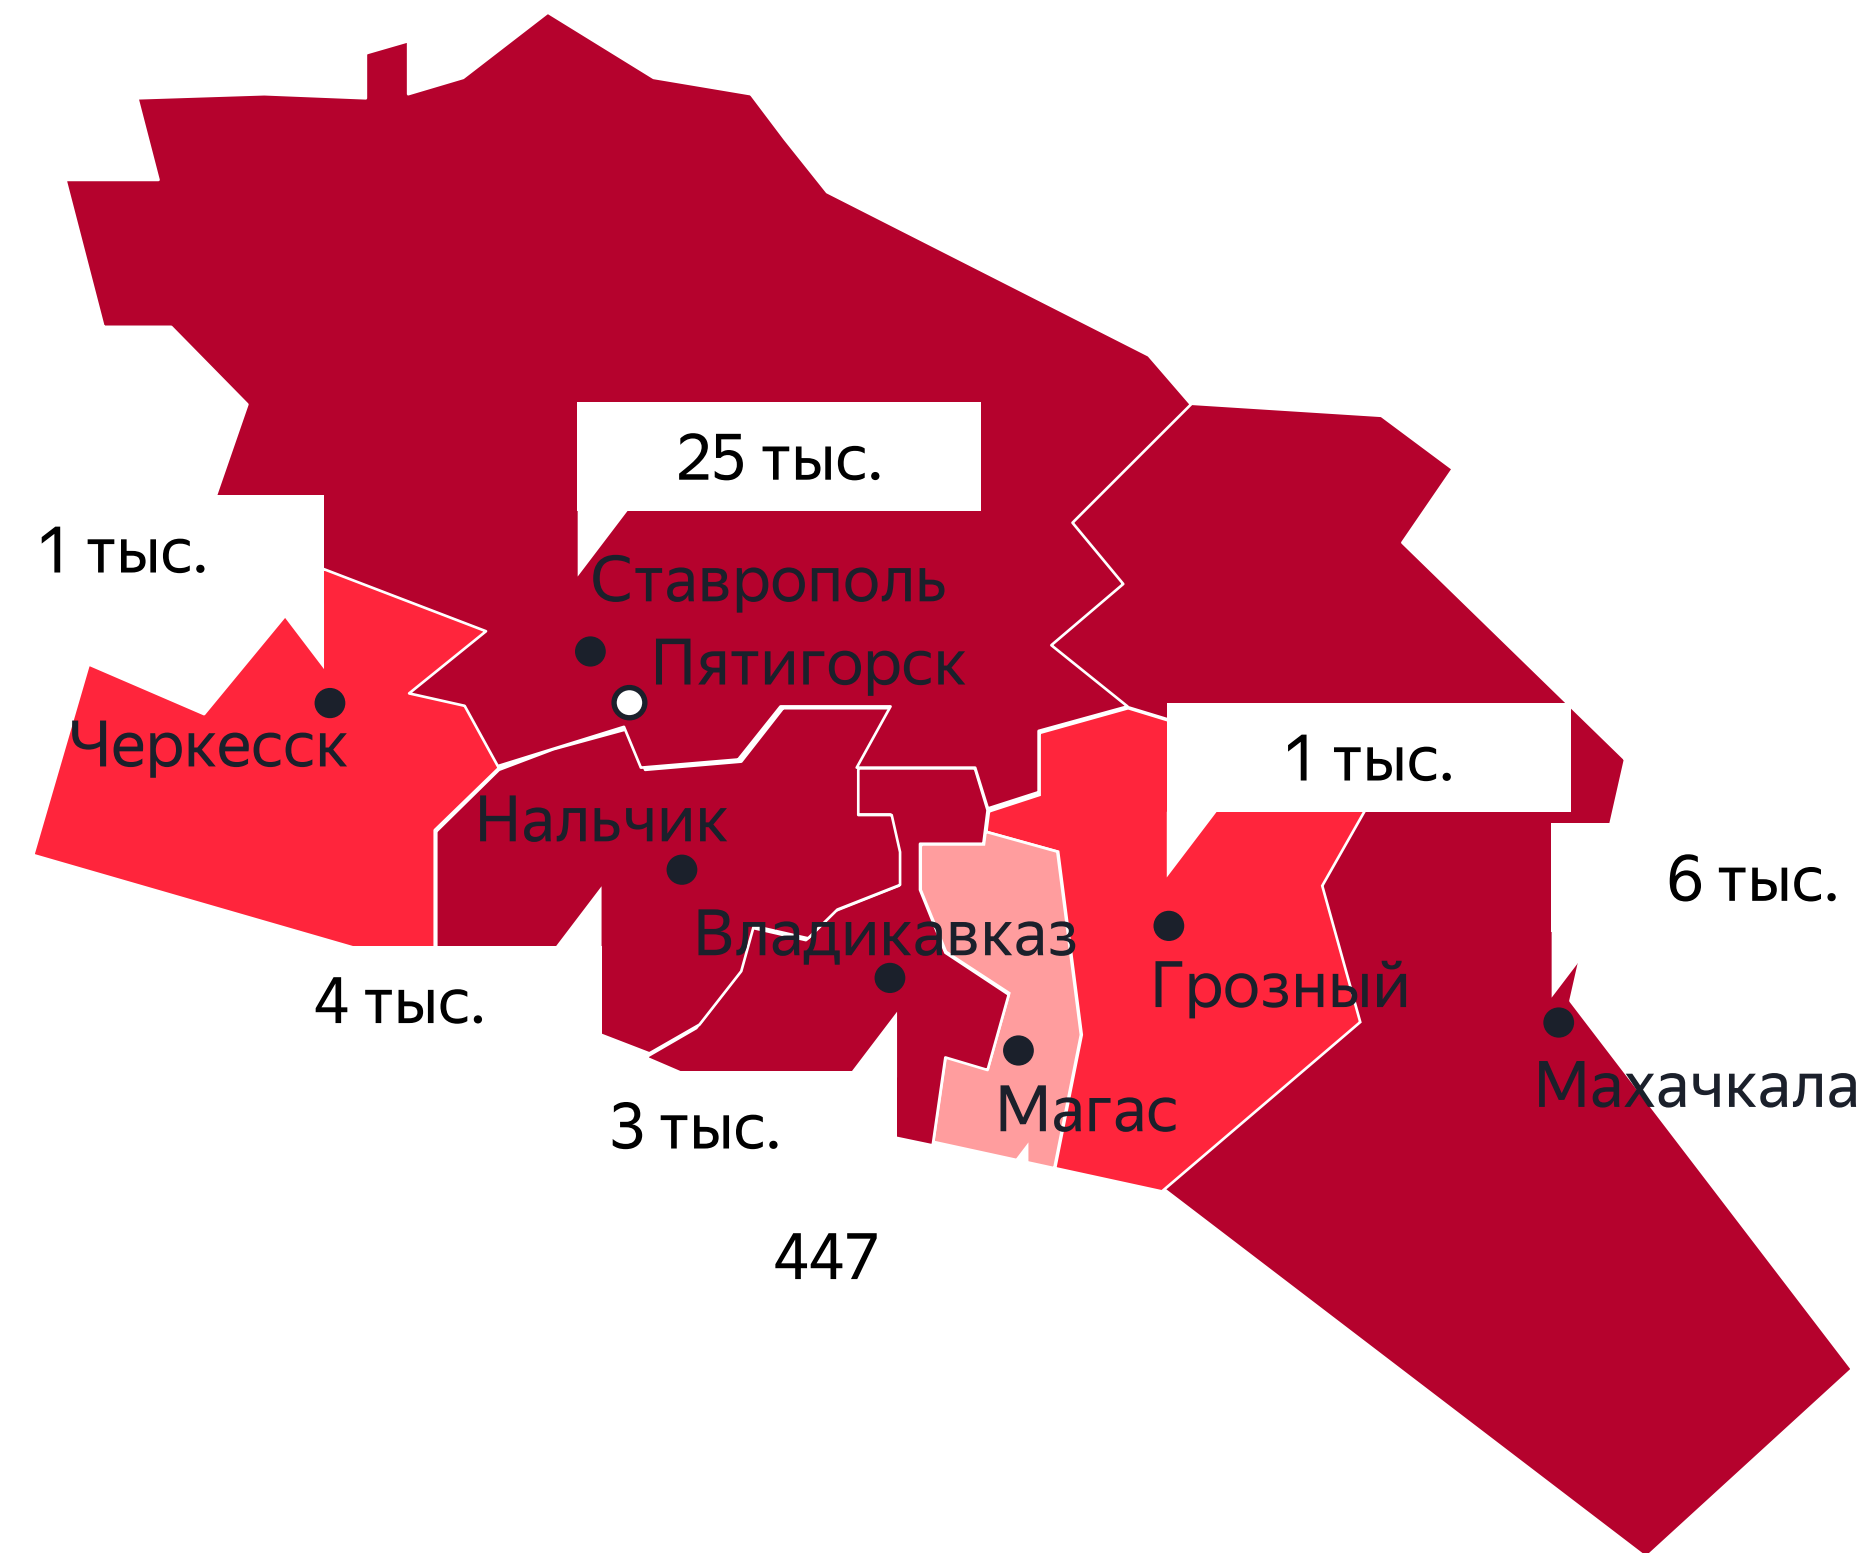 25 тыс.
1 тыс.
Ставрополь
Пятигорск
Черкесск
1 тыс.
Нальчик
6 тыс.
Владикавказ
Грозный
4 тыс.
Магас
Махачкала
3 тыс.
447